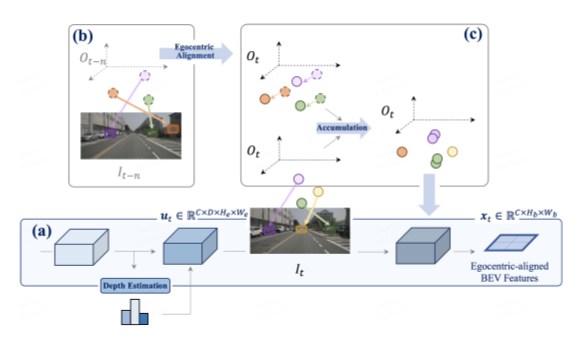 (b)
O_{t−n}
I_{t−n}
Egocentric
Alignment
(c)
O_t
O_t
Accumulation
O_t
(a)
u_t ∈ ℝ^{C×D×H_e×W_e}
Depth Estimation
I_t
x_t ∈ ℝ^{C×H_b×W_b}
Egocentric-aligned
BEV Features